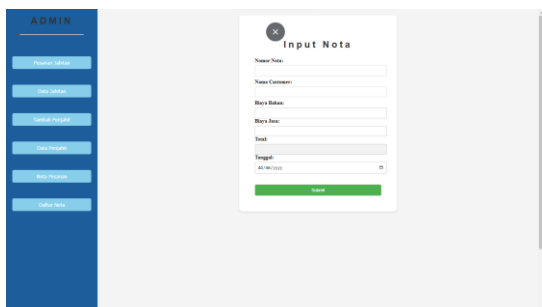 ADMIN
Pesanan Jahitan
Data Jahitan
Tambah Penjahit
Data Penjahit
Nota Pesanan
Daftar Nota
×
Input Nota
Nomor Nota:
Nama Customer:
Biaya Bahan:
Biaya Jasa:
Total:
Tanggal:
Submit